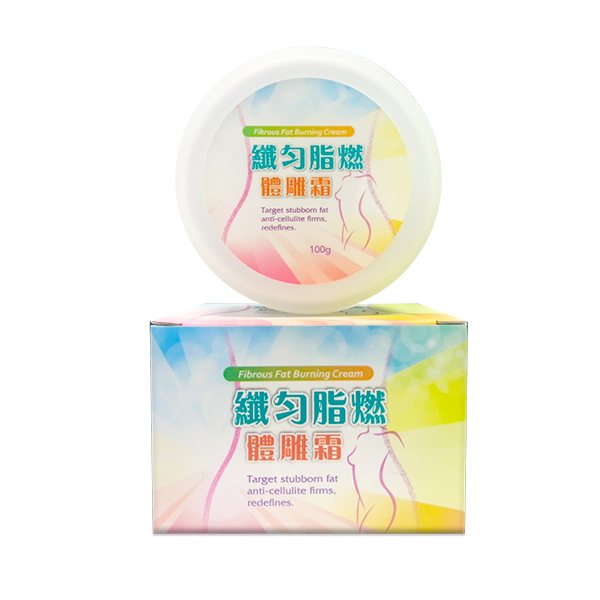 Fibrous Fat Burning Cream
纖勻脂燃
體雕霜
Target stubborn fat
anti-cellulite firms,
redefines.
100g
Fibrous Fat Burning Cream
纖勻脂燃
體雕霜
Target stubborn fat
anti-cellulite firms,
redefines.